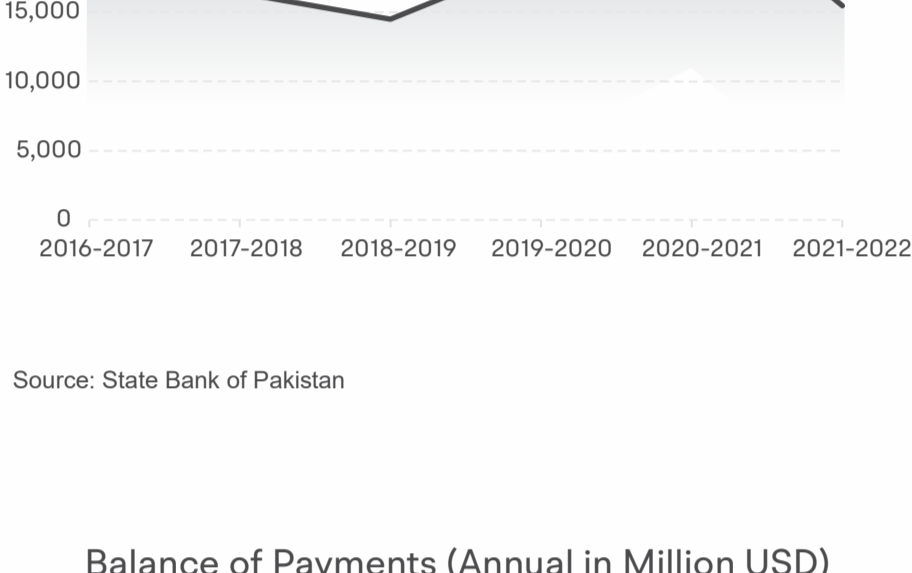 15,000
10,000
5,000
0
2016-2017 2017-2018 2018-2019 2019-2020 2020-2021 2021-2022
Source: State Bank of Pakistan
Balance of Payments (Annual in Million USD)